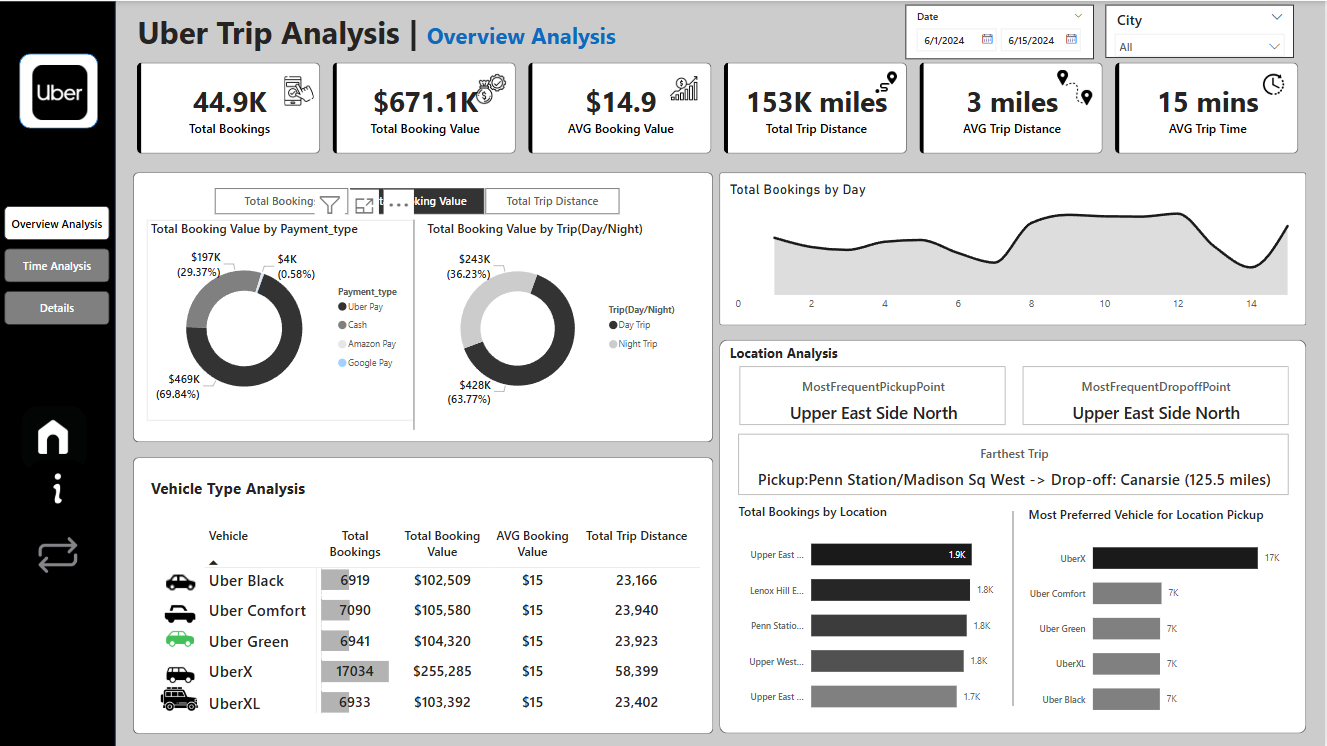 Uber Trip Analysis | Overview Analysis
Date
6/1/2024 6/15/2024
City
All
Uber
44.9K
Total Bookings
$671.1K
Total Booking Value
$14.9
AVG Booking Value
153K miles
Total Trip Distance
3 miles
AVG Trip Distance
15 mins
AVG Trip Time
Overview Analysis
Time Analysis
Details
Total Booking king Value Total Trip Distance
Total Booking Value by Payment_type
$197K
(29.37%)
$4K
(0.58%)
$469K
(69.84%)
Payment_type
Uber Pay
Cash
Amazon Pay
Google Pay
Total Booking Value by Trip(Day/Night)
$243K
(36.23%)
$428K
(63.77%)
Trip(Day/Night)
Day Trip
Night Trip
Total Bookings by Day
0 2 4 6 8 10 12 14
Vehicle Type Analysis
Vehicle Total Bookings Total Booking Value AVG Booking Value Total Trip Distance
Uber Black 6919 $102,509 $15 23,166
Uber Comfort 7090 $105,580 $15 23,940
Uber Green 6941 $104,320 $15 23,923
UberX 17034 $255,285 $15 58,399
UberXL 6933 $103,392 $15 23,402
Location Analysis
MostFrequentPickupPoint
Upper East Side North
MostFrequentDropoffPoint
Upper East Side North
Farthest Trip
Pickup:Penn Station/Madison Sq West -> Drop-off: Canarsie (125.5 miles)
Total Bookings by Location
Upper East ... 1.9K
Lenox Hill E... 1.8K
Penn Statio... 1.8K
Upper West... 1.8K
Upper East ... 1.7K
Most Preferred Vehicle for Location Pickup
UberX 17K
Uber Comfort 7K
Uber Green 7K
UberXL 7K
Uber Black 7K